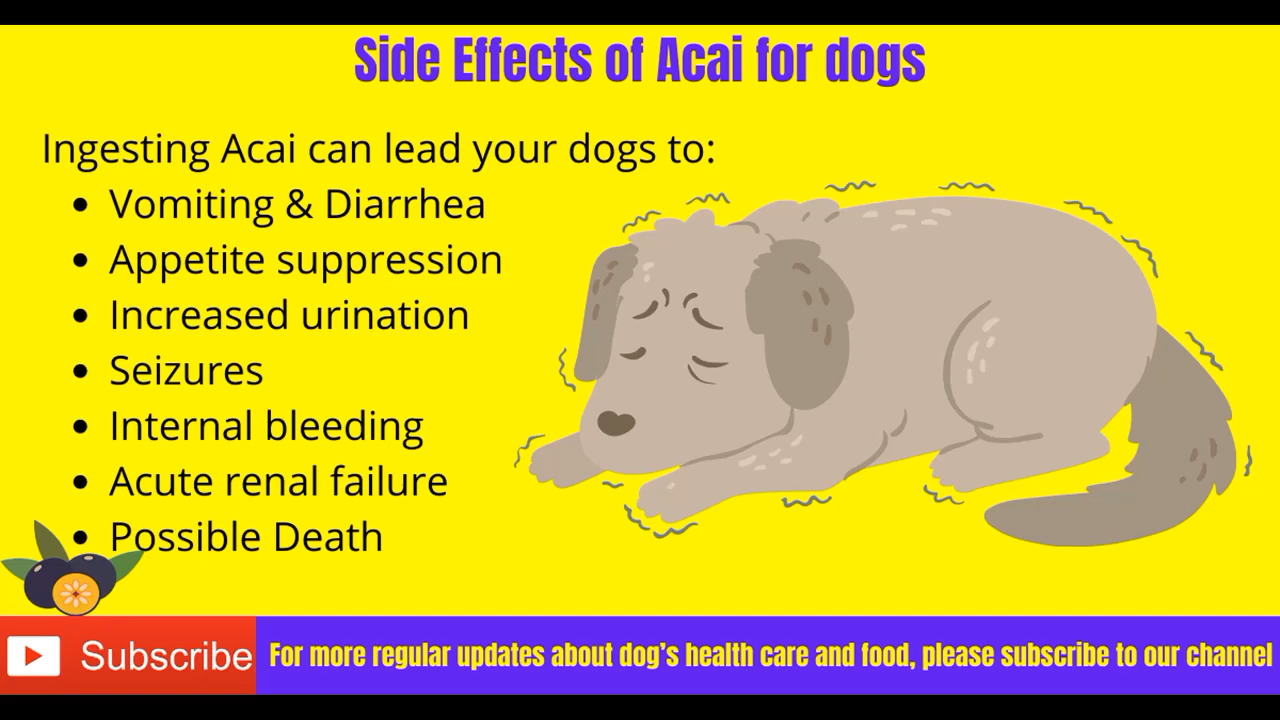 Side Effects of Acai for dogs
Ingesting Acai can lead your dogs to:
• Vomiting & Diarrhea
• Appetite suppression
• Increased urination
• Seizures
• Internal bleeding
• Acute renal failure
• Possible Death
Subscribe
For more regular updates about dog's health care and food, please subscribe to our channel